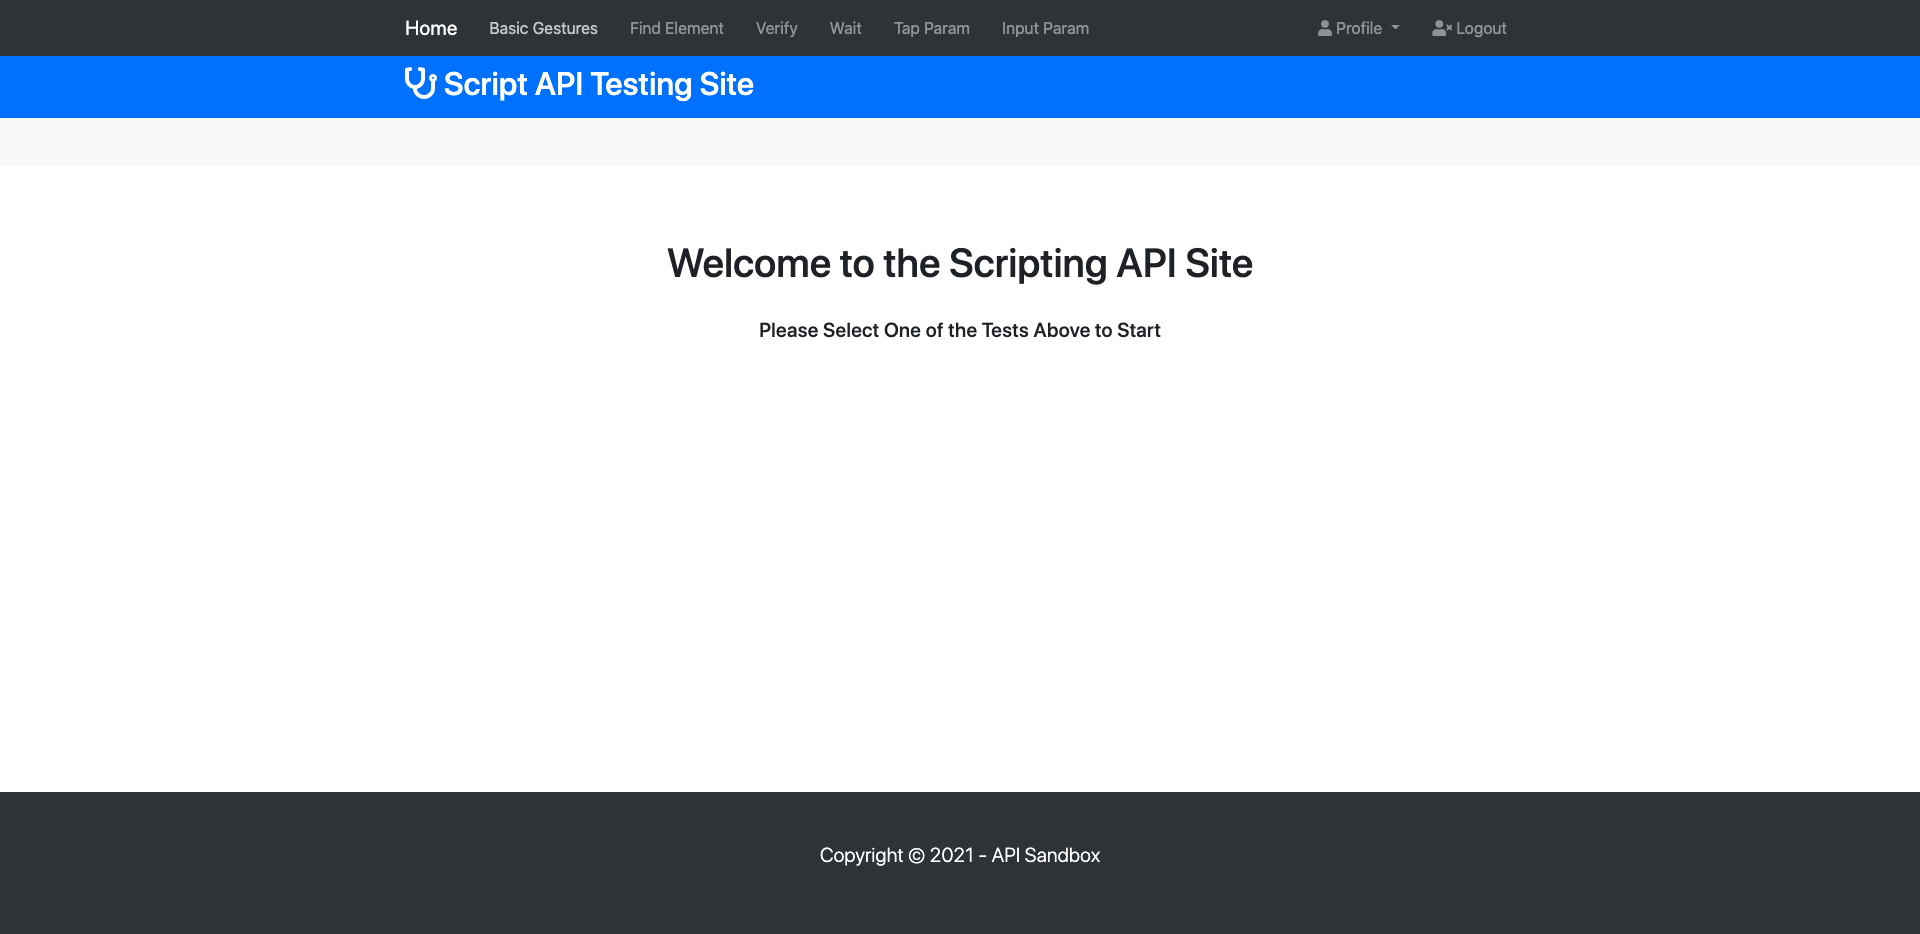 Home Basic Gestures Find Element Verify Wait Tap Param Input Param Profile Logout
Script API Testing Site
Welcome to the Scripting API Site
Please Select One of the Tests Above to Start
Copyright © 2021 - API Sandbox